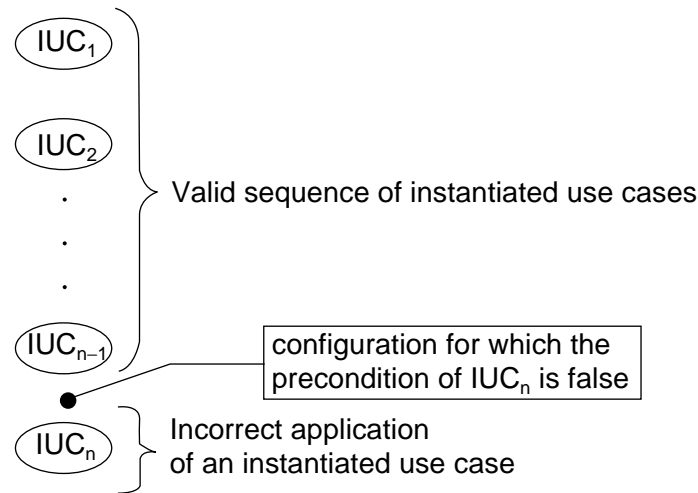 IUC₁
IUC₂
.
.
.
Valid sequence of instantiated use cases
IUCₙ₋₁
configuration for which the
precondition of IUCₙ is false
IUCₙ
Incorrect application
of an instantiated use case